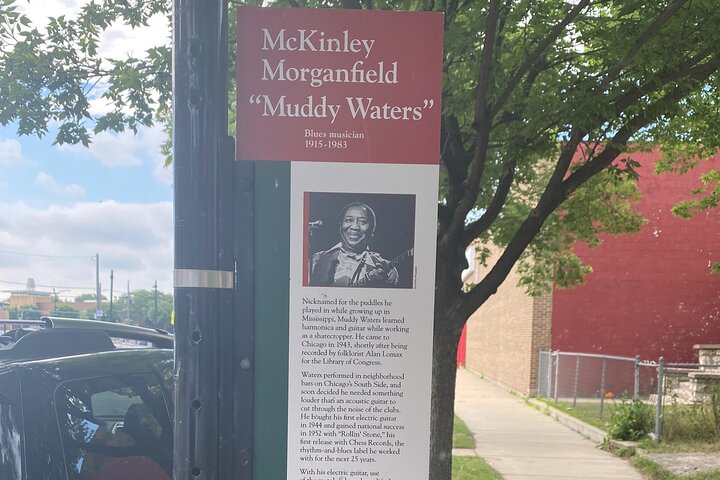 McKinley
Morganfield
“Muddy Waters”
Blues musician
1915-1983
Nicknamed for the puddles he
played in while growing up in
Mississippi, Muddy Waters learned
harmonica and guitar while working
as a sharecropper. He came to
Chicago in 1943, shortly after being
recorded by folklorist Alan Lomax
for the Library of Congress.
Waters performed in neighborhood
bars on Chicago's South Side, and
soon decided he needed something
louder than an acoustic guitar to
cut through the noise of the clubs.
He bought his first electric guitar
in 1944 and gained national success
in 1952 with “Rollin' Stone,” his
first release with Chess Records, the
rhythm-and-blues label he worked
with for the next 25 years.
With his electric guitar, use